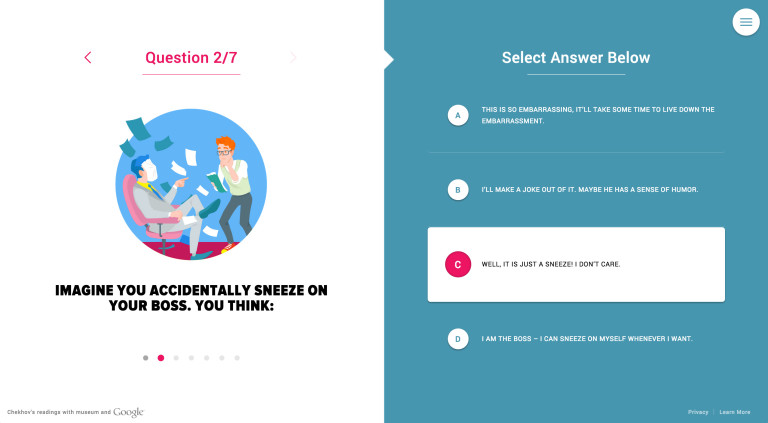 Question 2/7
IMAGINE YOU ACCIDENTALLY SNEEZE ON
YOUR BOSS. YOU THINK:
Chekhov's readings with museum and Google
Select Answer Below
A
THIS IS SO EMBARRASSING, IT'LL TAKE SOME TIME TO LIVE DOWN THE
EMBARRASSMENT.
B
I'LL MAKE A JOKE OUT OF IT. MAYBE HE HAS A SENSE OF HUMOR.
C
WELL, IT IS JUST A SNEEZE! I DON'T CARE.
D
I AM THE BOSS – I CAN SNEEZE ON MYSELF WHENEVER I WANT.
Privacy | Learn More